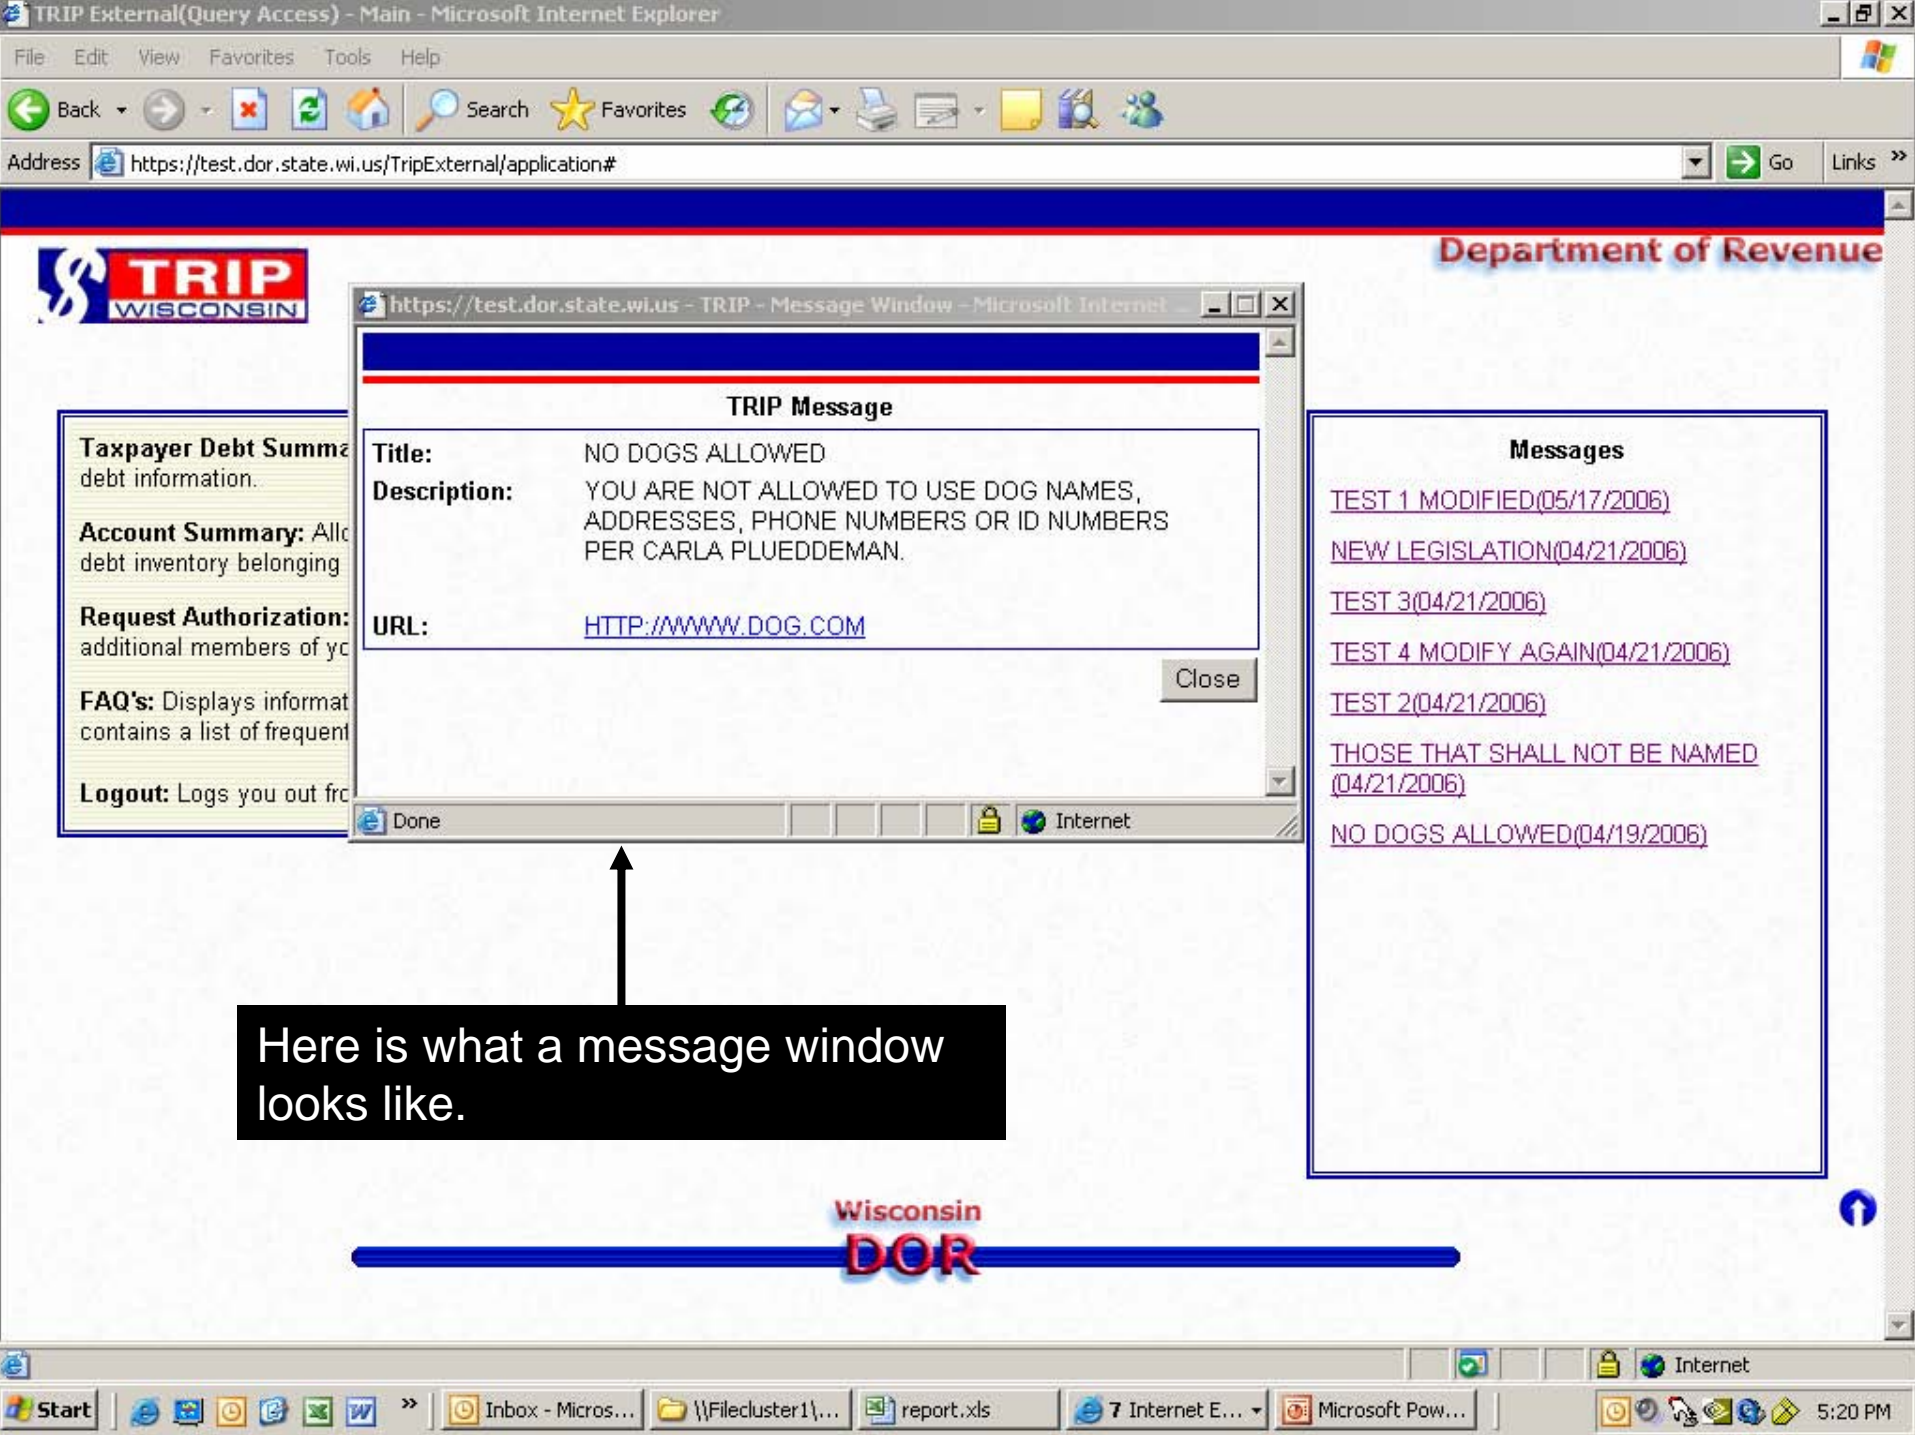 TRIP External(Query Access) - Main - Microsoft Internet Explorer
File Edit View Favorites Tools Help
Back Search Favorites
Address https://test.dor.state.wi.us/TripExternal/application# Go Links »
Department of Revenue
TRIP
WISCONSIN
https://test.dor.state.wi.us - TRIP - Message Window - Microsoft Internet ...
TRIP Message
Title: NO DOGS ALLOWED
Description: YOU ARE NOT ALLOWED TO USE DOG NAMES,
ADDRESSES, PHONE NUMBERS OR ID NUMBERS
PER CARLA PLUEDDEMAN.
URL: HTTP://WWW.DOG.COM
Close
Done Internet
Taxpayer Debt Summa
debt information.
Account Summary: Allo
debt inventory belonging
Request Authorization:
additional members of yo
FAQ's: Displays informat
contains a list of frequent
Logout: Logs you out fro
Messages
TEST 1 MODIFIED(05/17/2006)
NEW LEGISLATION(04/21/2006)
TEST 3(04/21/2006)
TEST 4 MODIFY AGAIN(04/21/2006)
TEST 2(04/21/2006)
THOSE THAT SHALL NOT BE NAMED
(04/21/2006)
NO DOGS ALLOWED(04/19/2006)
Here is what a message window
looks like.
Wisconsin
DOR
Internet
Start » Inbox - Micros... \\Filecluster1\... report.xls 7 Internet E... Microsoft Pow... 5:20 PM